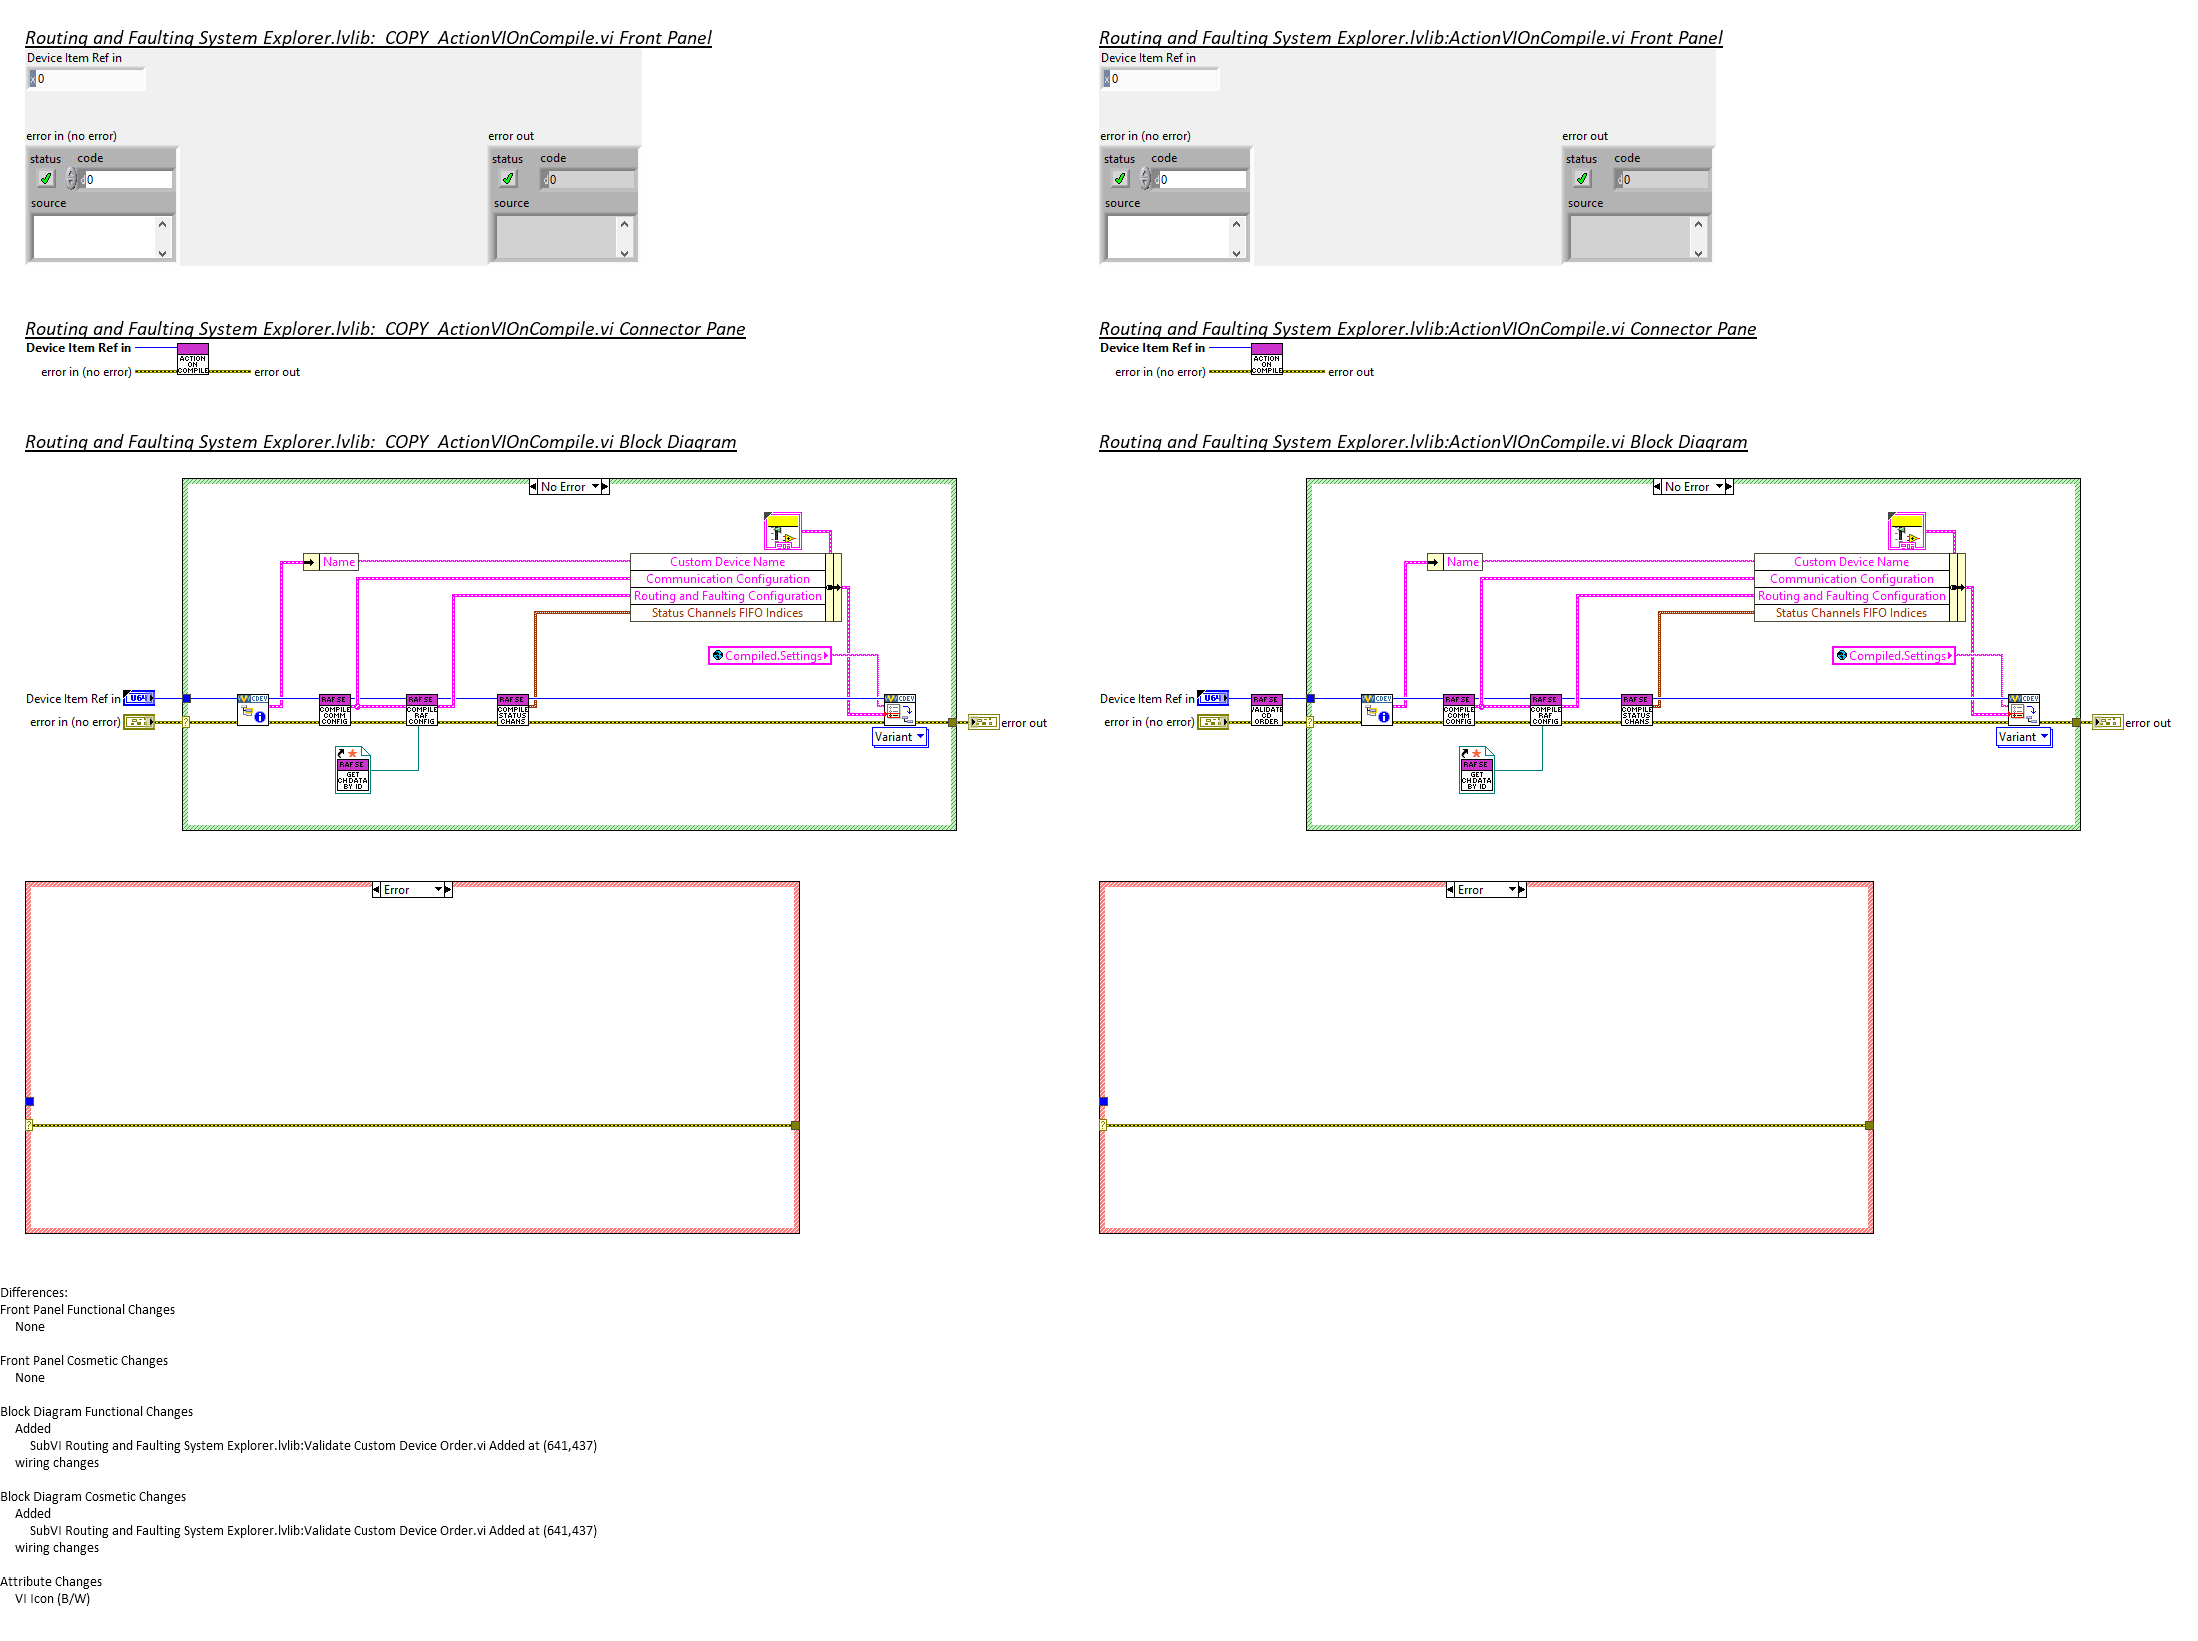 Routing and Faulting System Explorer.lvlib:  COPY  ActionVIOnCompile.vi Front Panel
Device Item Ref in
x 0
error in (no error)
status
code
d 0
source
error out
status
code
d 0
source
Routing and Faulting System Explorer.lvlib:  COPY  ActionVIOnCompile.vi Connector Pane
Device Item Ref in
ACTION
ON
COMPILE
error in (no error)
error out
Routing and Faulting System Explorer.lvlib:  COPY  ActionVIOnCompile.vi Block Diagram
No Error
Name
Custom Device Name
Communication Configuration
Routing and Faulting Configuration
Status Channels FIFO Indices
Compiled.Settings
Device Item Ref in
U64
error in (no error)
CDEV
RAF SE
COMPILE
COMM
CONFIG
RAF SE
COMPILE
RAF
CONFIG
RAF SE
COMPILE
STATUS
CHANS
CDEV
error out
Variant
RAF SE
GET
CHDATA
BY ID
Error
Routing and Faulting System Explorer.lvlib:ActionVIOnCompile.vi Front Panel
Device Item Ref in
x 0
error in (no error)
status
code
d 0
source
error out
status
code
d 0
source
Routing and Faulting System Explorer.lvlib:ActionVIOnCompile.vi Connector Pane
Device Item Ref in
ACTION
ON
COMPILE
error in (no error)
error out
Routing and Faulting System Explorer.lvlib:ActionVIOnCompile.vi Block Diagram
No Error
Name
Custom Device Name
Communication Configuration
Routing and Faulting Configuration
Status Channels FIFO Indices
Compiled.Settings
Device Item Ref in
U64
error in (no error)
RAF SE
VALIDATE
CD
ORDER
CDEV
RAF SE
COMPILE
COMM
CONFIG
RAF SE
COMPILE
RAF
CONFIG
RAF SE
COMPILE
STATUS
CHANS
CDEV
error out
Variant
RAF SE
GET
CHDATA
BY ID
Error
Differences:
Front Panel Functional Changes
None
Front Panel Cosmetic Changes
None
Block Diagram Functional Changes
Added
SubVI Routing and Faulting System Explorer.lvlib:Validate Custom Device Order.vi Added at (641,437)
wiring changes
Block Diagram Cosmetic Changes
Added
SubVI Routing and Faulting System Explorer.lvlib:Validate Custom Device Order.vi Added at (641,437)
wiring changes
Attribute Changes
VI Icon (B/W)